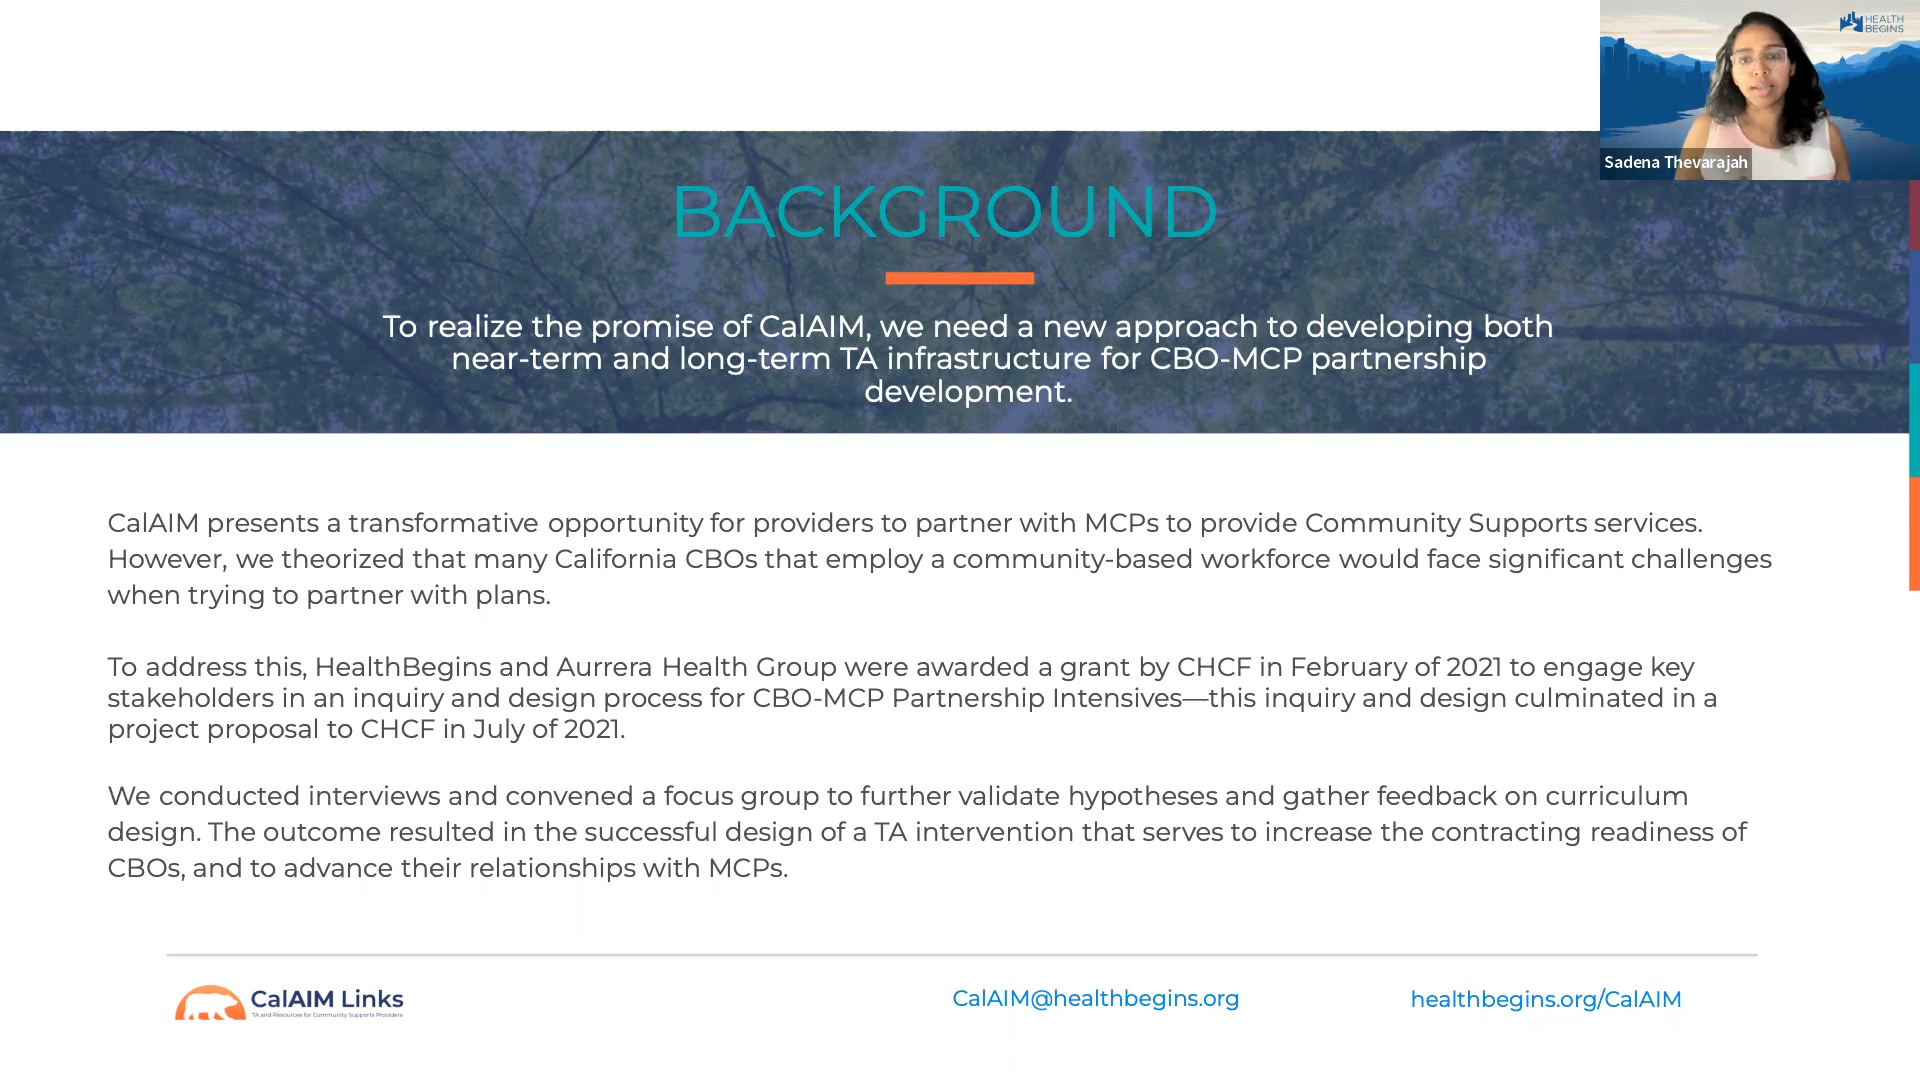 HEALTH
BEGINS
Sadena Thevarajah
BACKGROUND
To realize the promise of CalAIM, we need a new approach to developing both
near-term and long-term TA infrastructure for CBO-MCP partnership
development.
CalAIM presents a transformative opportunity for providers to partner with MCPs to provide Community Supports services.
However, we theorized that many California CBOs that employ a community-based workforce would face significant challenges
when trying to partner with plans.
To address this, HealthBegins and Aurrera Health Group were awarded a grant by CHCF in February of 2021 to engage key
stakeholders in an inquiry and design process for CBO-MCP Partnership Intensives—this inquiry and design culminated in a
project proposal to CHCF in July of 2021.
We conducted interviews and convened a focus group to further validate hypotheses and gather feedback on curriculum
design. The outcome resulted in the successful design of a TA intervention that serves to increase the contracting readiness of
CBOs, and to advance their relationships with MCPs.
CalAIM Links
TA and Resources for Community Supports Providers
CalAIM@healthbegins.org
healthbegins.org/CalAIM